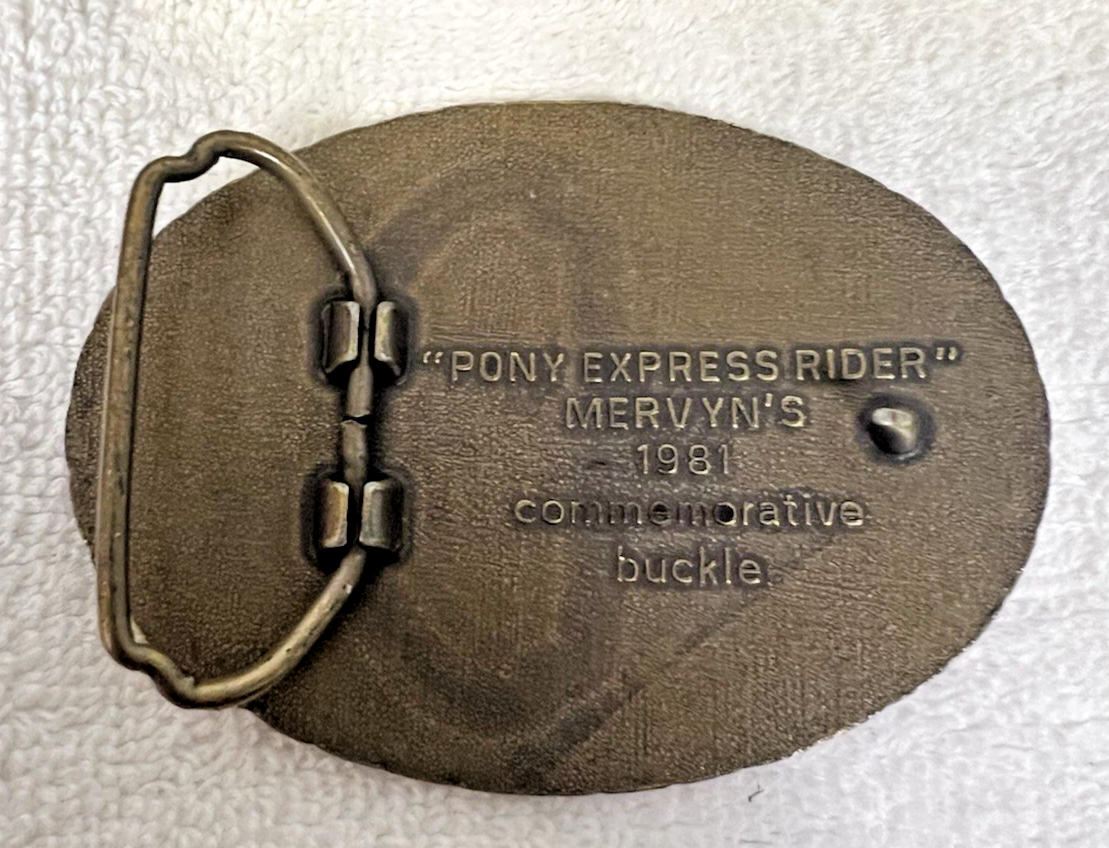 “PONY EXPRESS RIDER”
MERVYN'S
1981
commemorative
buckle